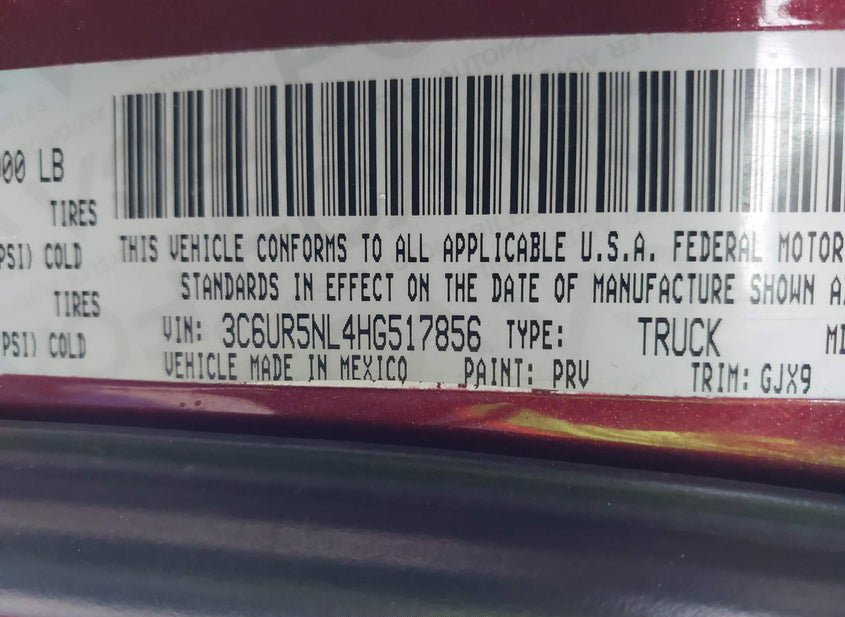 00 LB
TIRES
PSI) COLD
THIS VEHICLE CONFORMS TO ALL APPLICABLE U.S.A. FEDERAL MOTOR
STANDARDS IN EFFECT ON THE DATE OF MANUFACTURE SHOWN A
TIRES
PSI) COLD
VIN: 3C6UR5NL4HG517856 TYPE: TRUCK
VEHICLE MADE IN MEXICO PAINT: PRV TRIM: GJX9